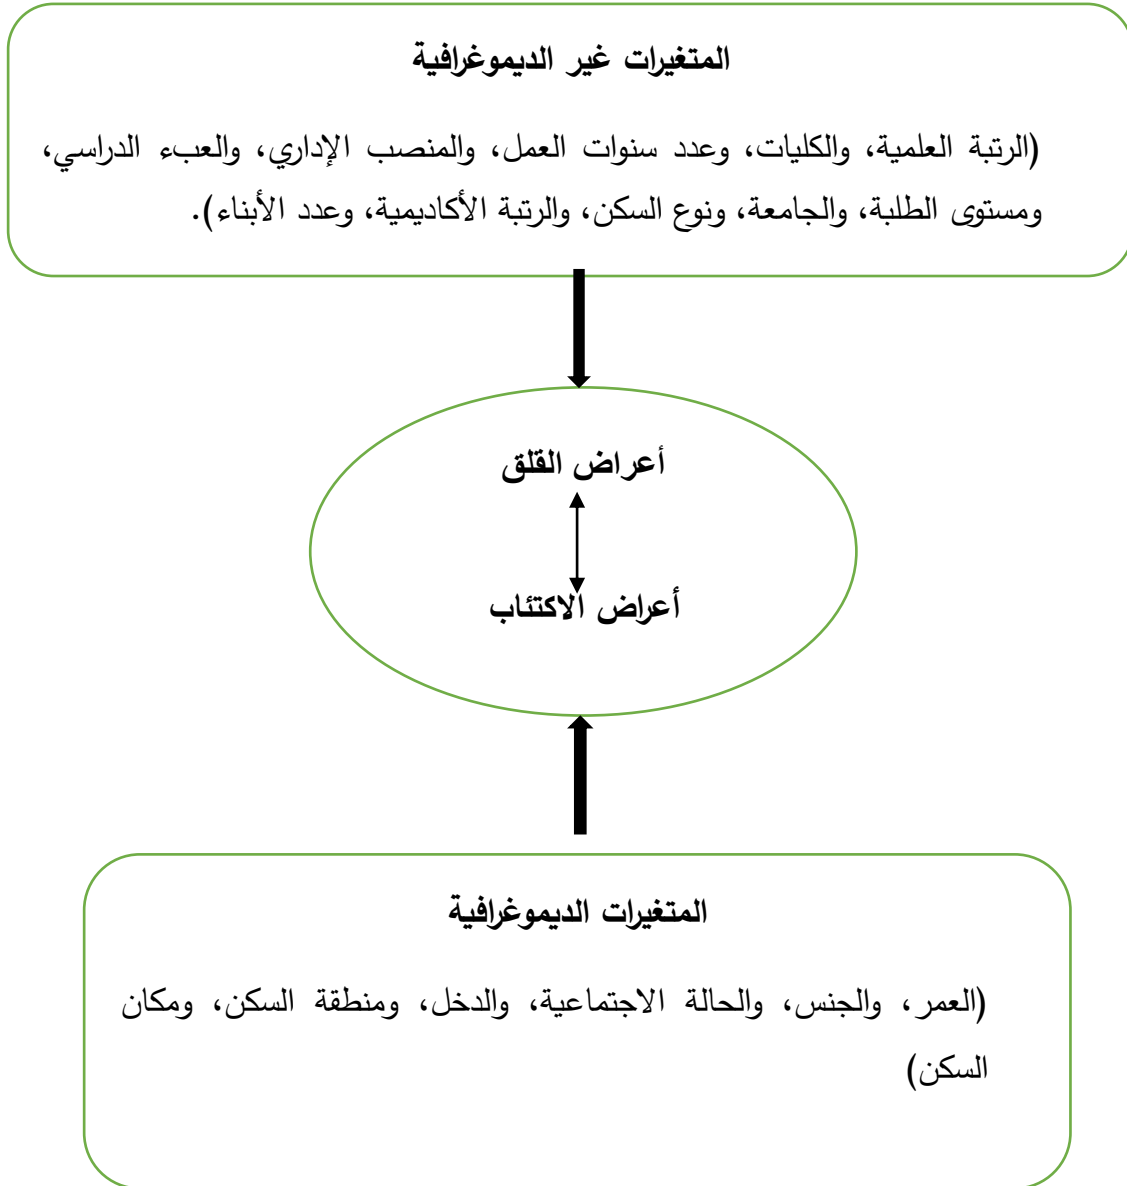 المتغيرات غير الديموغرافية
(الرتبة العلمية، والكليات، وعدد سنوات العمل، والمنصب الإداري، والعبء الدراسي،
ومستوى الطلبة، والجامعة، ونوع السكن، والرتبة الأكاديمية، وعدد الأبناء).
أعراض القلق
أعراض الاكتئاب
المتغيرات الديموغرافية
(العمر، والجنس، والحالة الاجتماعية، والدخل، ومنطقة السكن، ومكان
السكن)